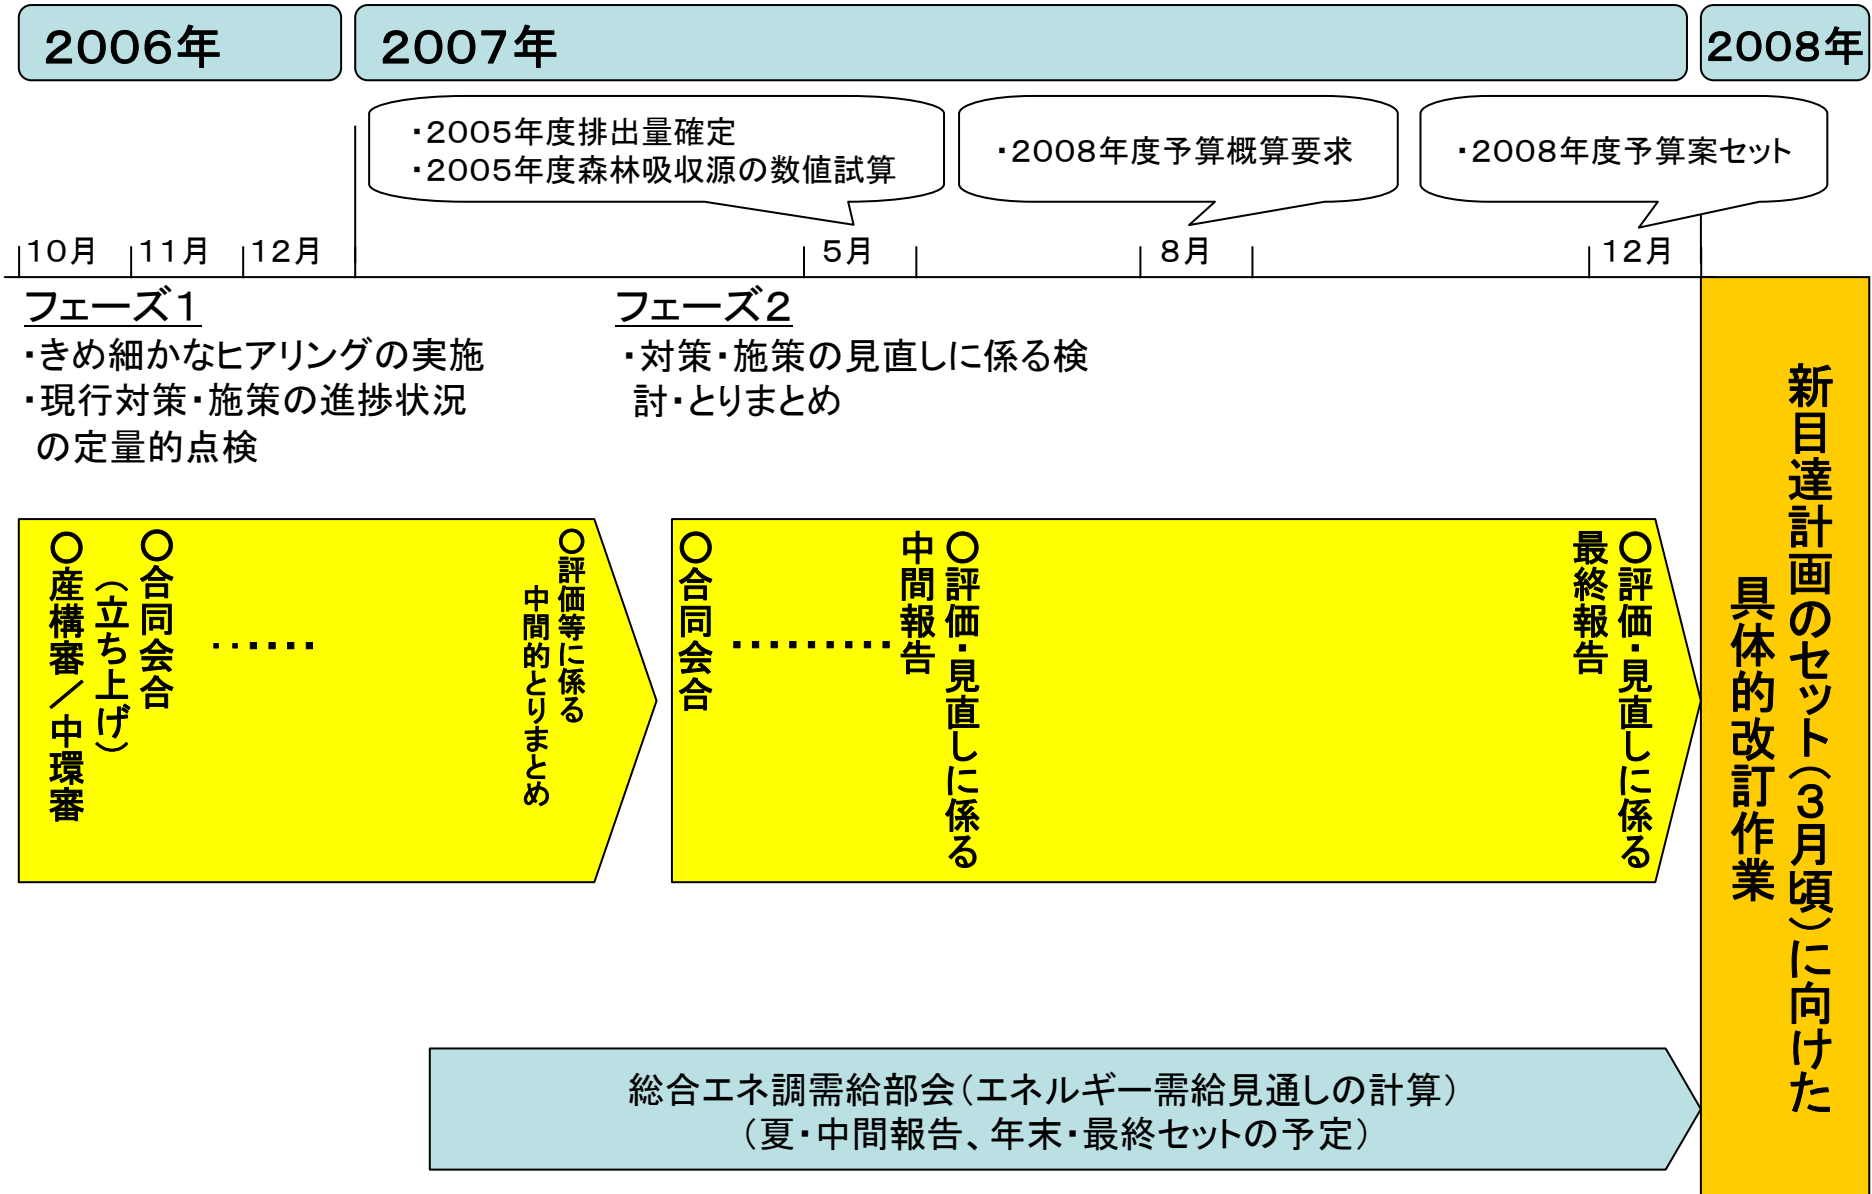 2006年
2007年
2008年
・2005年度排出量確定
・2005年度森林吸収源の数値試算
・2008年度予算概算要求
・2008年度予算案セット
10月
11月
12月
5月
8月
12月
フェーズ1
・きめ細かなヒアリングの実施
・現行対策・施策の進捗状況
の定量的点検
フェーズ2
・対策・施策の見直しに係る検
討・とりまとめ
○産構審／中環審
○合同会合
（立ち上げ）
‥‥‥
○評価等に係る
中間的とりまとめ
○合同会合
………
○評価・見直しに係る
中間報告
○評価・見直しに係る
最終報告
新目達計画のセット（3月頃）に向けた
具体的改訂作業
総合エネ調需給部会（エネルギー需給見通しの計算）
（夏・中間報告、年末・最終セットの予定）